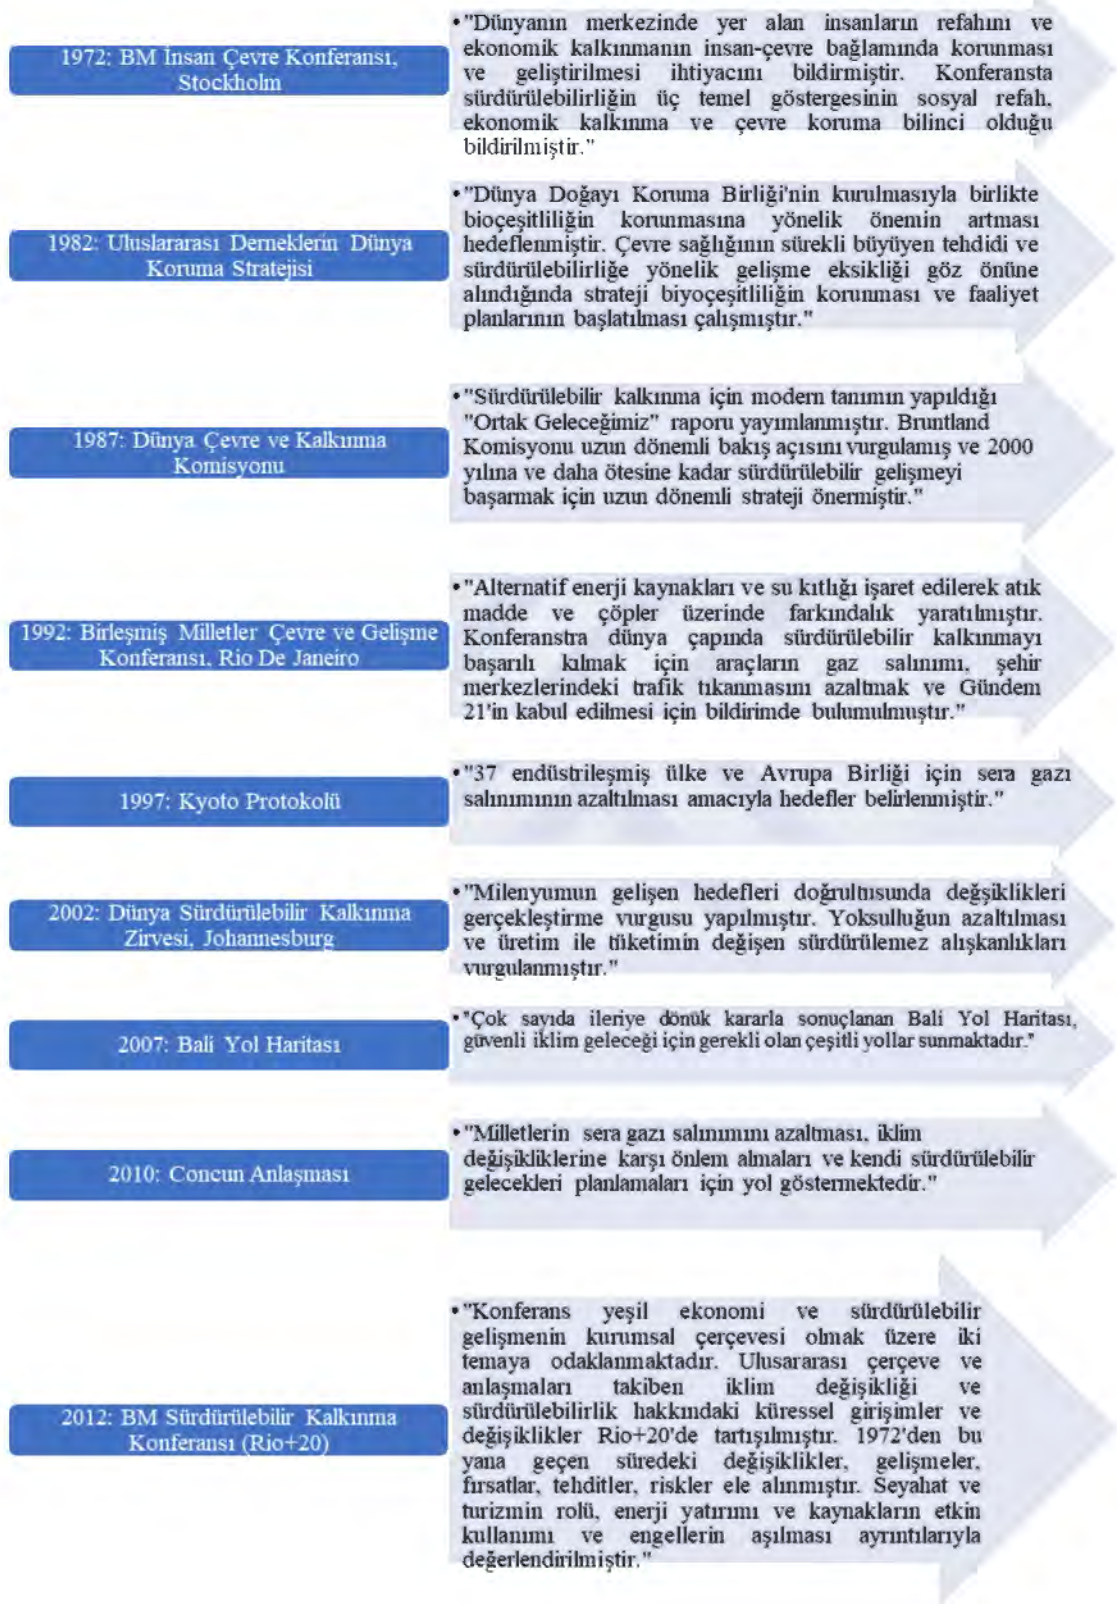 1972: BM İnsan Çevre Konferansı,
Stockholm
• "Dünyanın merkezinde yer alan insanların refahını ve
ekonomik kalkınmanın insan-çevre bağlamında korunması
ve geliştirilmesi ihtiyacını bildirmiştir. Konferansta
sürdürülebilirliğin üç temel göstergesinin sosyal refah,
ekonomik kalkınma ve çevre koruma bilinci olduğu
bildirilmiştir."
1982: Uluslararası Derneklerin Dünya
Koruma Stratejisi
• "Dünya Doğayı Koruma Birliği'nin kurulmasıyla birlikte
bioçeşitliliğin korunmasına yönelik önemin artması
hedeflenmiştir. Çevre sağlığının sürekli büyüyen tehdidi ve
sürdürülebilirliğe yönelik gelişme eksikliği göz önüne
alındığında strateji biyoçeşitliliğin korunması ve faaliyet
planlarının başlatılması çalışmıştır."
1987: Dünya Çevre ve Kalkınma
Komisyonu
• "Sürdürülebilir kalkınma için modern tanımın yapıldığı
"Ortak Geleceğimiz" raporu yayımlanmıştır. Bruntland
Komisyonu uzun dönemli bakış açısını vurgulamış ve 2000
yılına ve daha ötesine kadar sürdürülebilir gelişmeyi
başarmak için uzun dönemli strateji önermiştir."
1992: Birleşmiş Milletler Çevre ve Gelişme
Konferansı, Rio De Janeiro
• "Alternatif enerji kaynakları ve su kıtlığı işaret edilerek atık
madde ve çöpler üzerinde farkındalık yaratılmıştır.
Konferanstra dünya çapında sürdürülebilir kalkınmayı
başarılı kılmak için araçların gaz salınımı, şehir
merkezlerindeki trafik tıkanmasını azaltmak ve Gündem
21'in kabul edilmesi için bildirimde bulumulmuştır."
1997: Kyoto Protokolü
• "37 endüstrileşmiş ülke ve Avrupa Birliği için sera gazı
salınımının azaltılması amacıyla hedefler belirlenmiştir."
2002: Dünya Sürdürülebilir Kalkınma
Zirvesi, Johannesburg
• "Milenyumun gelişen hedefleri doğrultusunda değşiklikleri
gerçekleştirme vurgusu yapılmıştır. Yoksulluğun azaltılması
ve üretim ile tüketimin değişen sürdürülemez alışkanlıkları
vurgulanmıştır."
2007: Bali Yol Haritası
• "Çok sayıda ileriye dönük kararla sonuçlanan Bali Yol Haritası,
güvenli iklim geleceği için gerekli olan çeşitli yollar sunmaktadır."
2010: Concun Anlaşması
• "Milletlerin sera gazı salınımını azaltması, iklim
değişikliklerine karşı önlem almaları ve kendi sürdürülebilir
gelecekleri planlamaları için yol göstermektedir."
2012: BM Sürdürülebilir Kalkınma
Konferansı (Rio+20)
• "Konferans yeşil ekonomi ve sürdürülebilir
gelişmenin kurumsal çerçevesi olmak üzere iki
temaya odaklanmaktadır. Ulusararası çerçeve ve
anlaşmaları takiben iklim değişikliği ve
sürdürülebilirlik hakkındaki küressel girişimler ve
değişiklikler Rio+20'de tartışılmıştır. 1972'den bu
yana geçen süredeki değişiklikler, gelişmeler,
fırsatlar, tehditler, riskler ele alınmıştır. Seyahat ve
turizmin rolü, enerji yatırımı ve kaynakların etkin
kullanımı ve engellerin aşılması ayrıntılarıyla
değerlendirilmiştir."